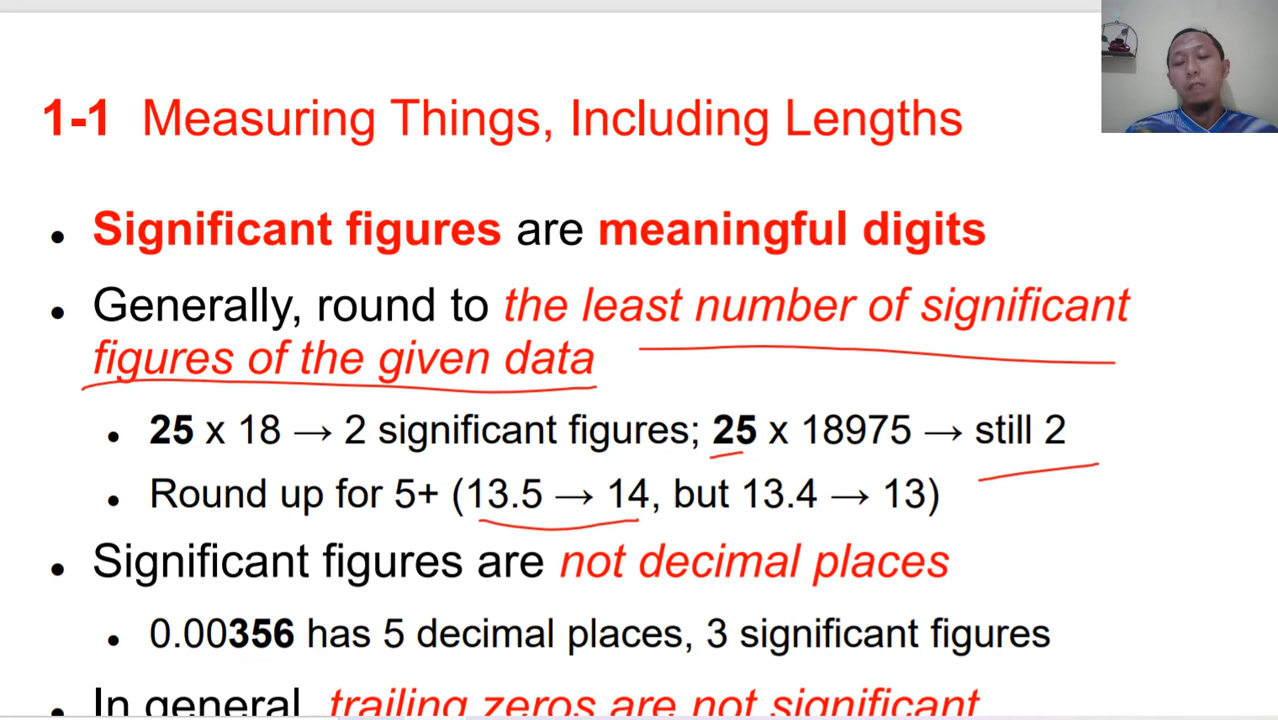 1-1 Measuring Things, Including Lengths
• Significant figures are meaningful digits
• Generally, round to the least number of significant
figures of the given data
• 25 x 18 → 2 significant figures; 25 x 18975 → still 2
• Round up for 5+ (13.5 → 14, but 13.4 → 13)
• Significant figures are not decimal places
• 0.00356 has 5 decimal places, 3 significant figures
• In general, trailing zeros are not significant